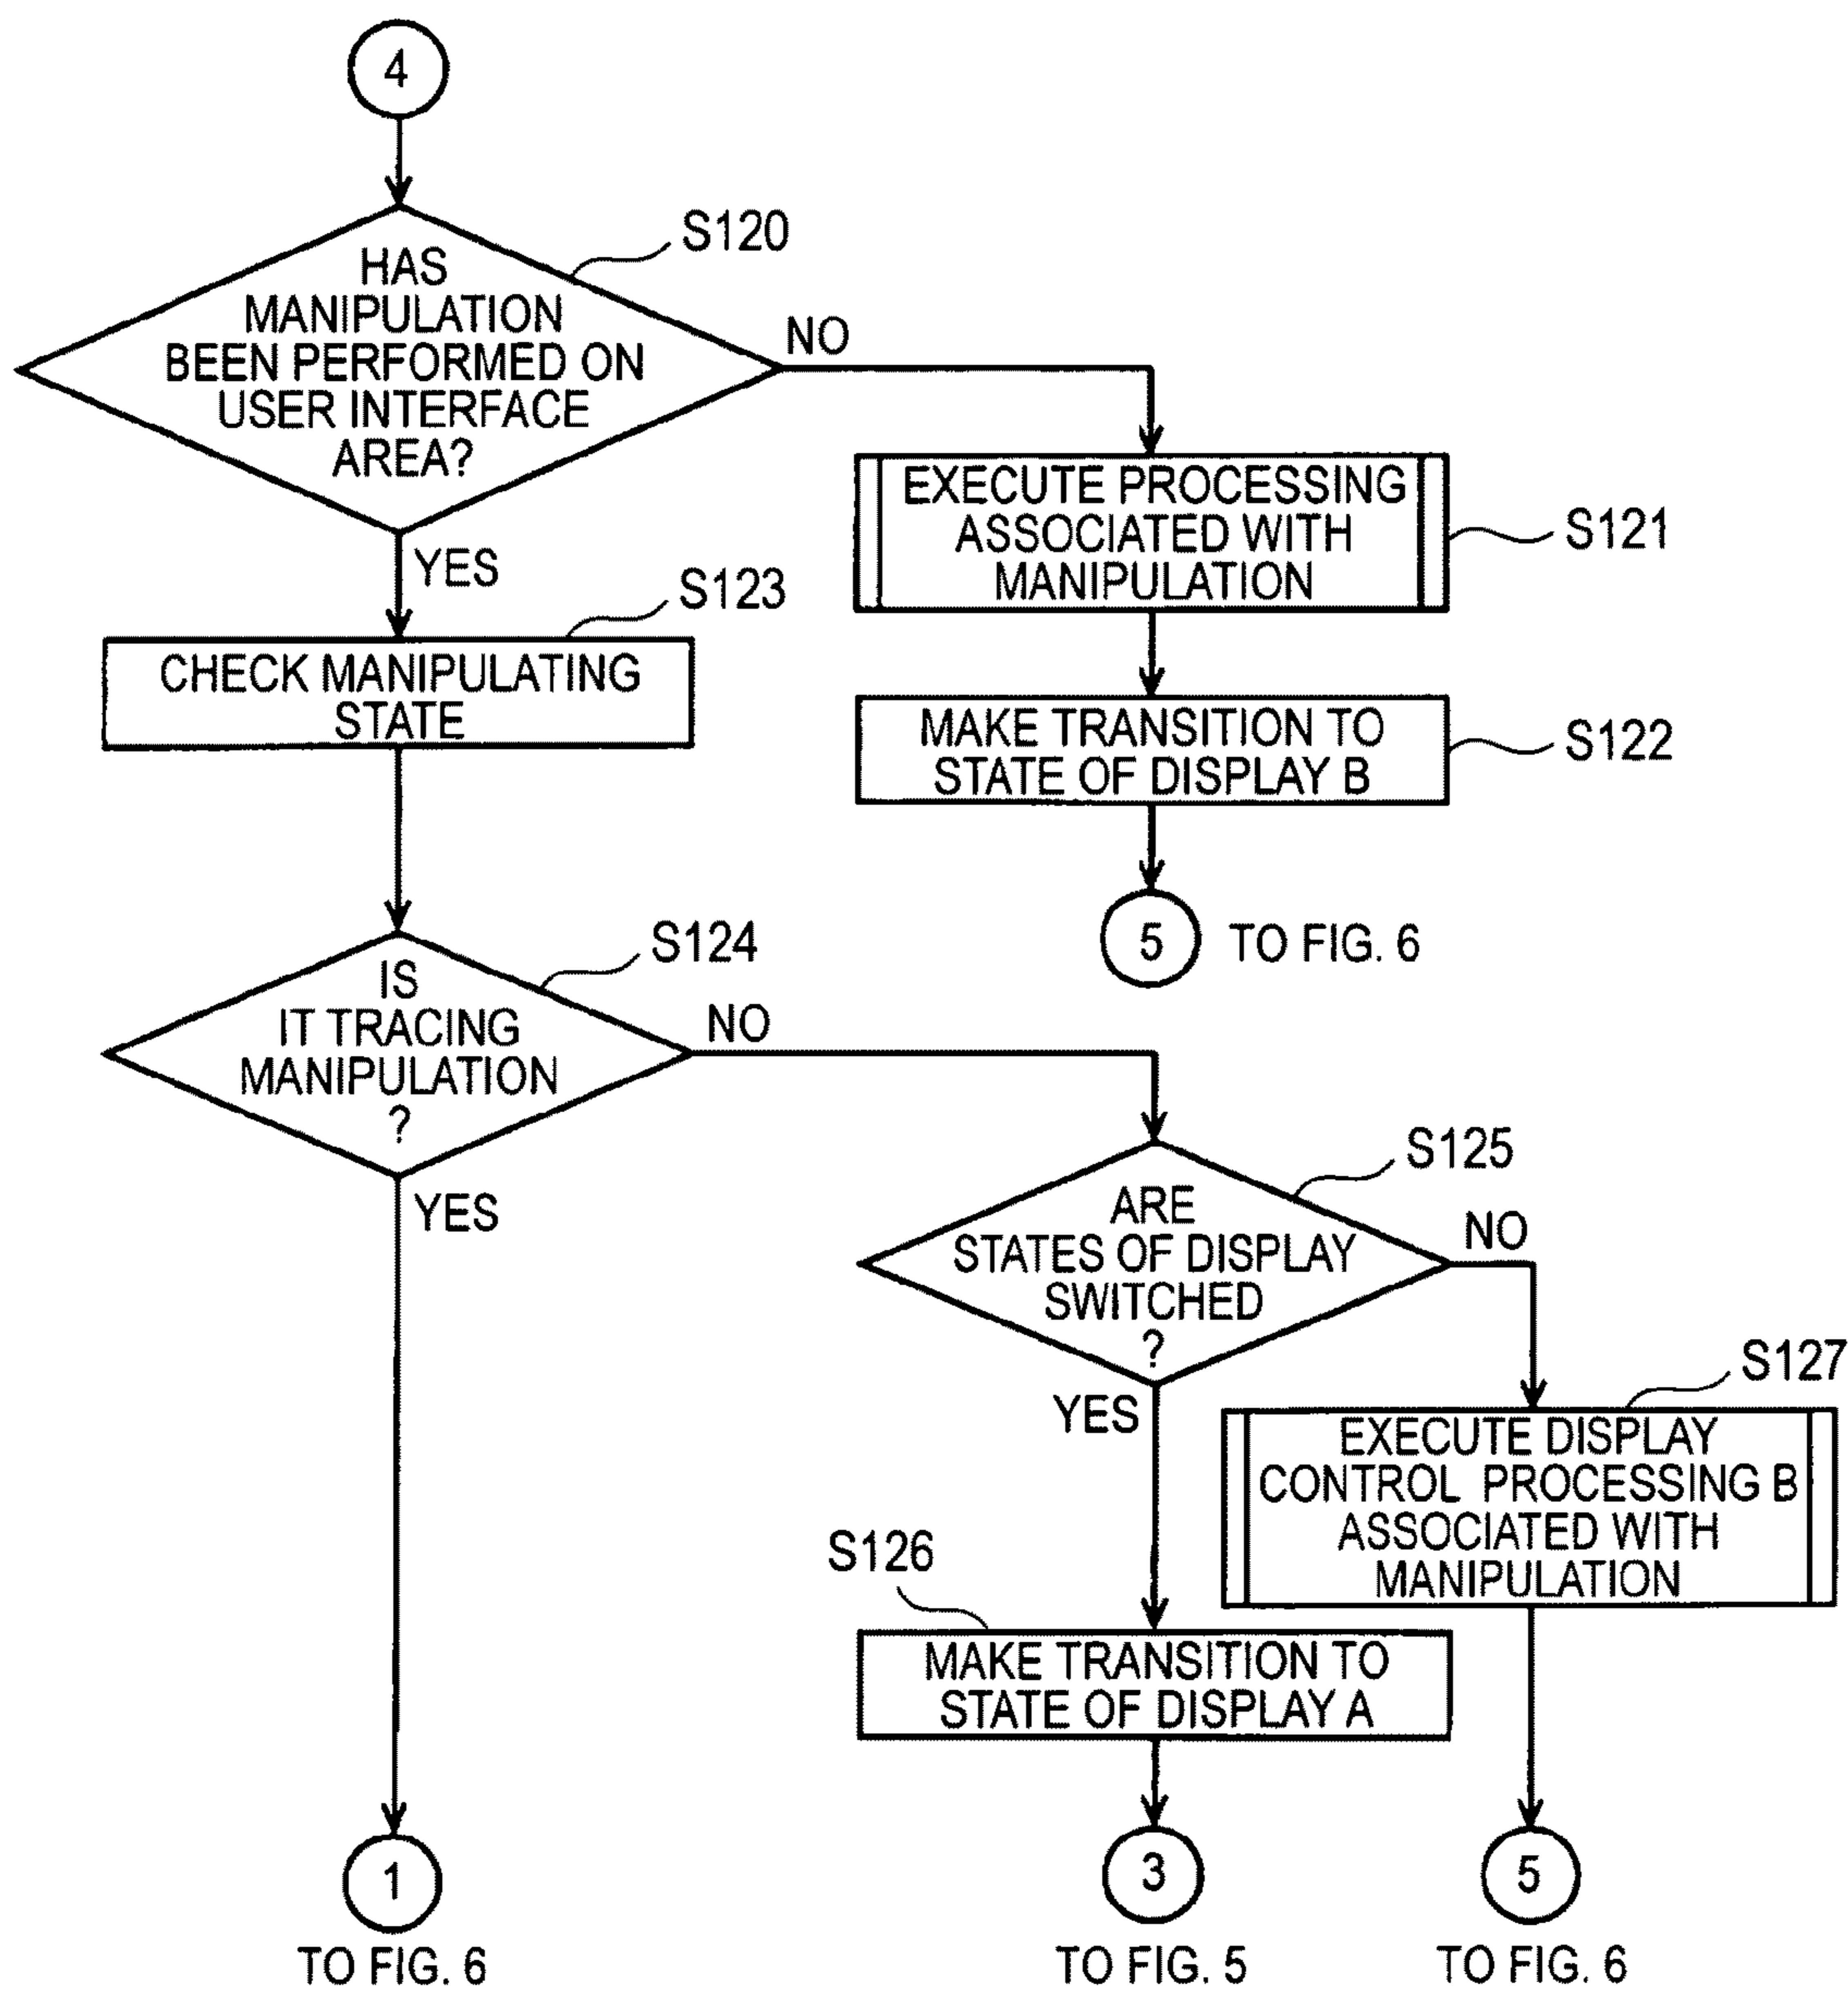 4
S120
HAS
MANIPULATION
BEEN PERFORMED ON
USER INTERFACE
AREA?
NO
YES
EXECUTE PROCESSING
ASSOCIATED WITH
MANIPULATION
S121
S123
CHECK MANIPULATING
STATE
MAKE TRANSITION TO
STATE OF DISPLAY B
S122
5 TO FIG. 6
S124
IS
IT TRACING
MANIPULATION
?
NO
YES
S125
ARE
STATES OF DISPLAY
SWITCHED
?
NO
YES
S127
EXECUTE DISPLAY
CONTROL PROCESSING B
ASSOCIATED WITH
MANIPULATION
S126
MAKE TRANSITION TO
STATE OF DISPLAY A
1
TO FIG. 6
3
TO FIG. 5
5
TO FIG. 6